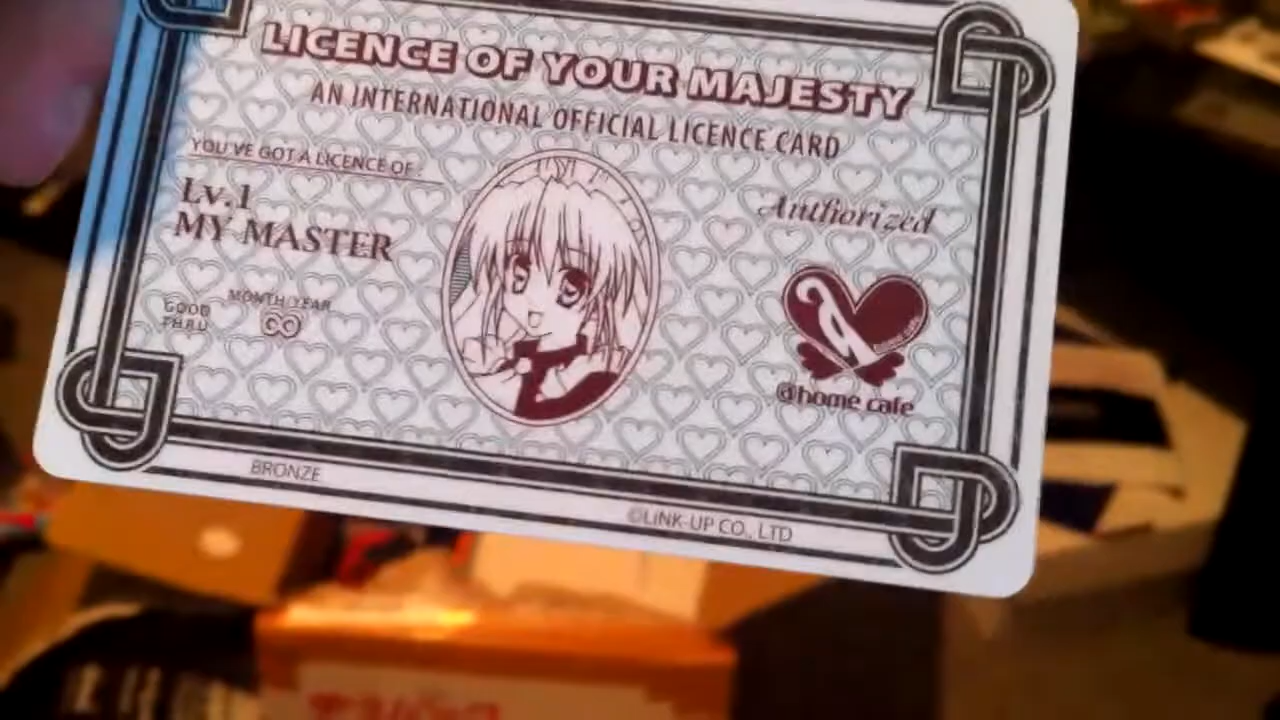 LICENCE OF YOUR MAJESTY
AN INTERNATIONAL OFFICIAL LICENCE CARD
YOU'VE GOT A LICENCE OF :
Lv.1
MY MASTER
Authorized
MONTH/YEAR
GOOD
THRU
∞
@home cafe
BRONZE
©LINK-UP CO., LTD